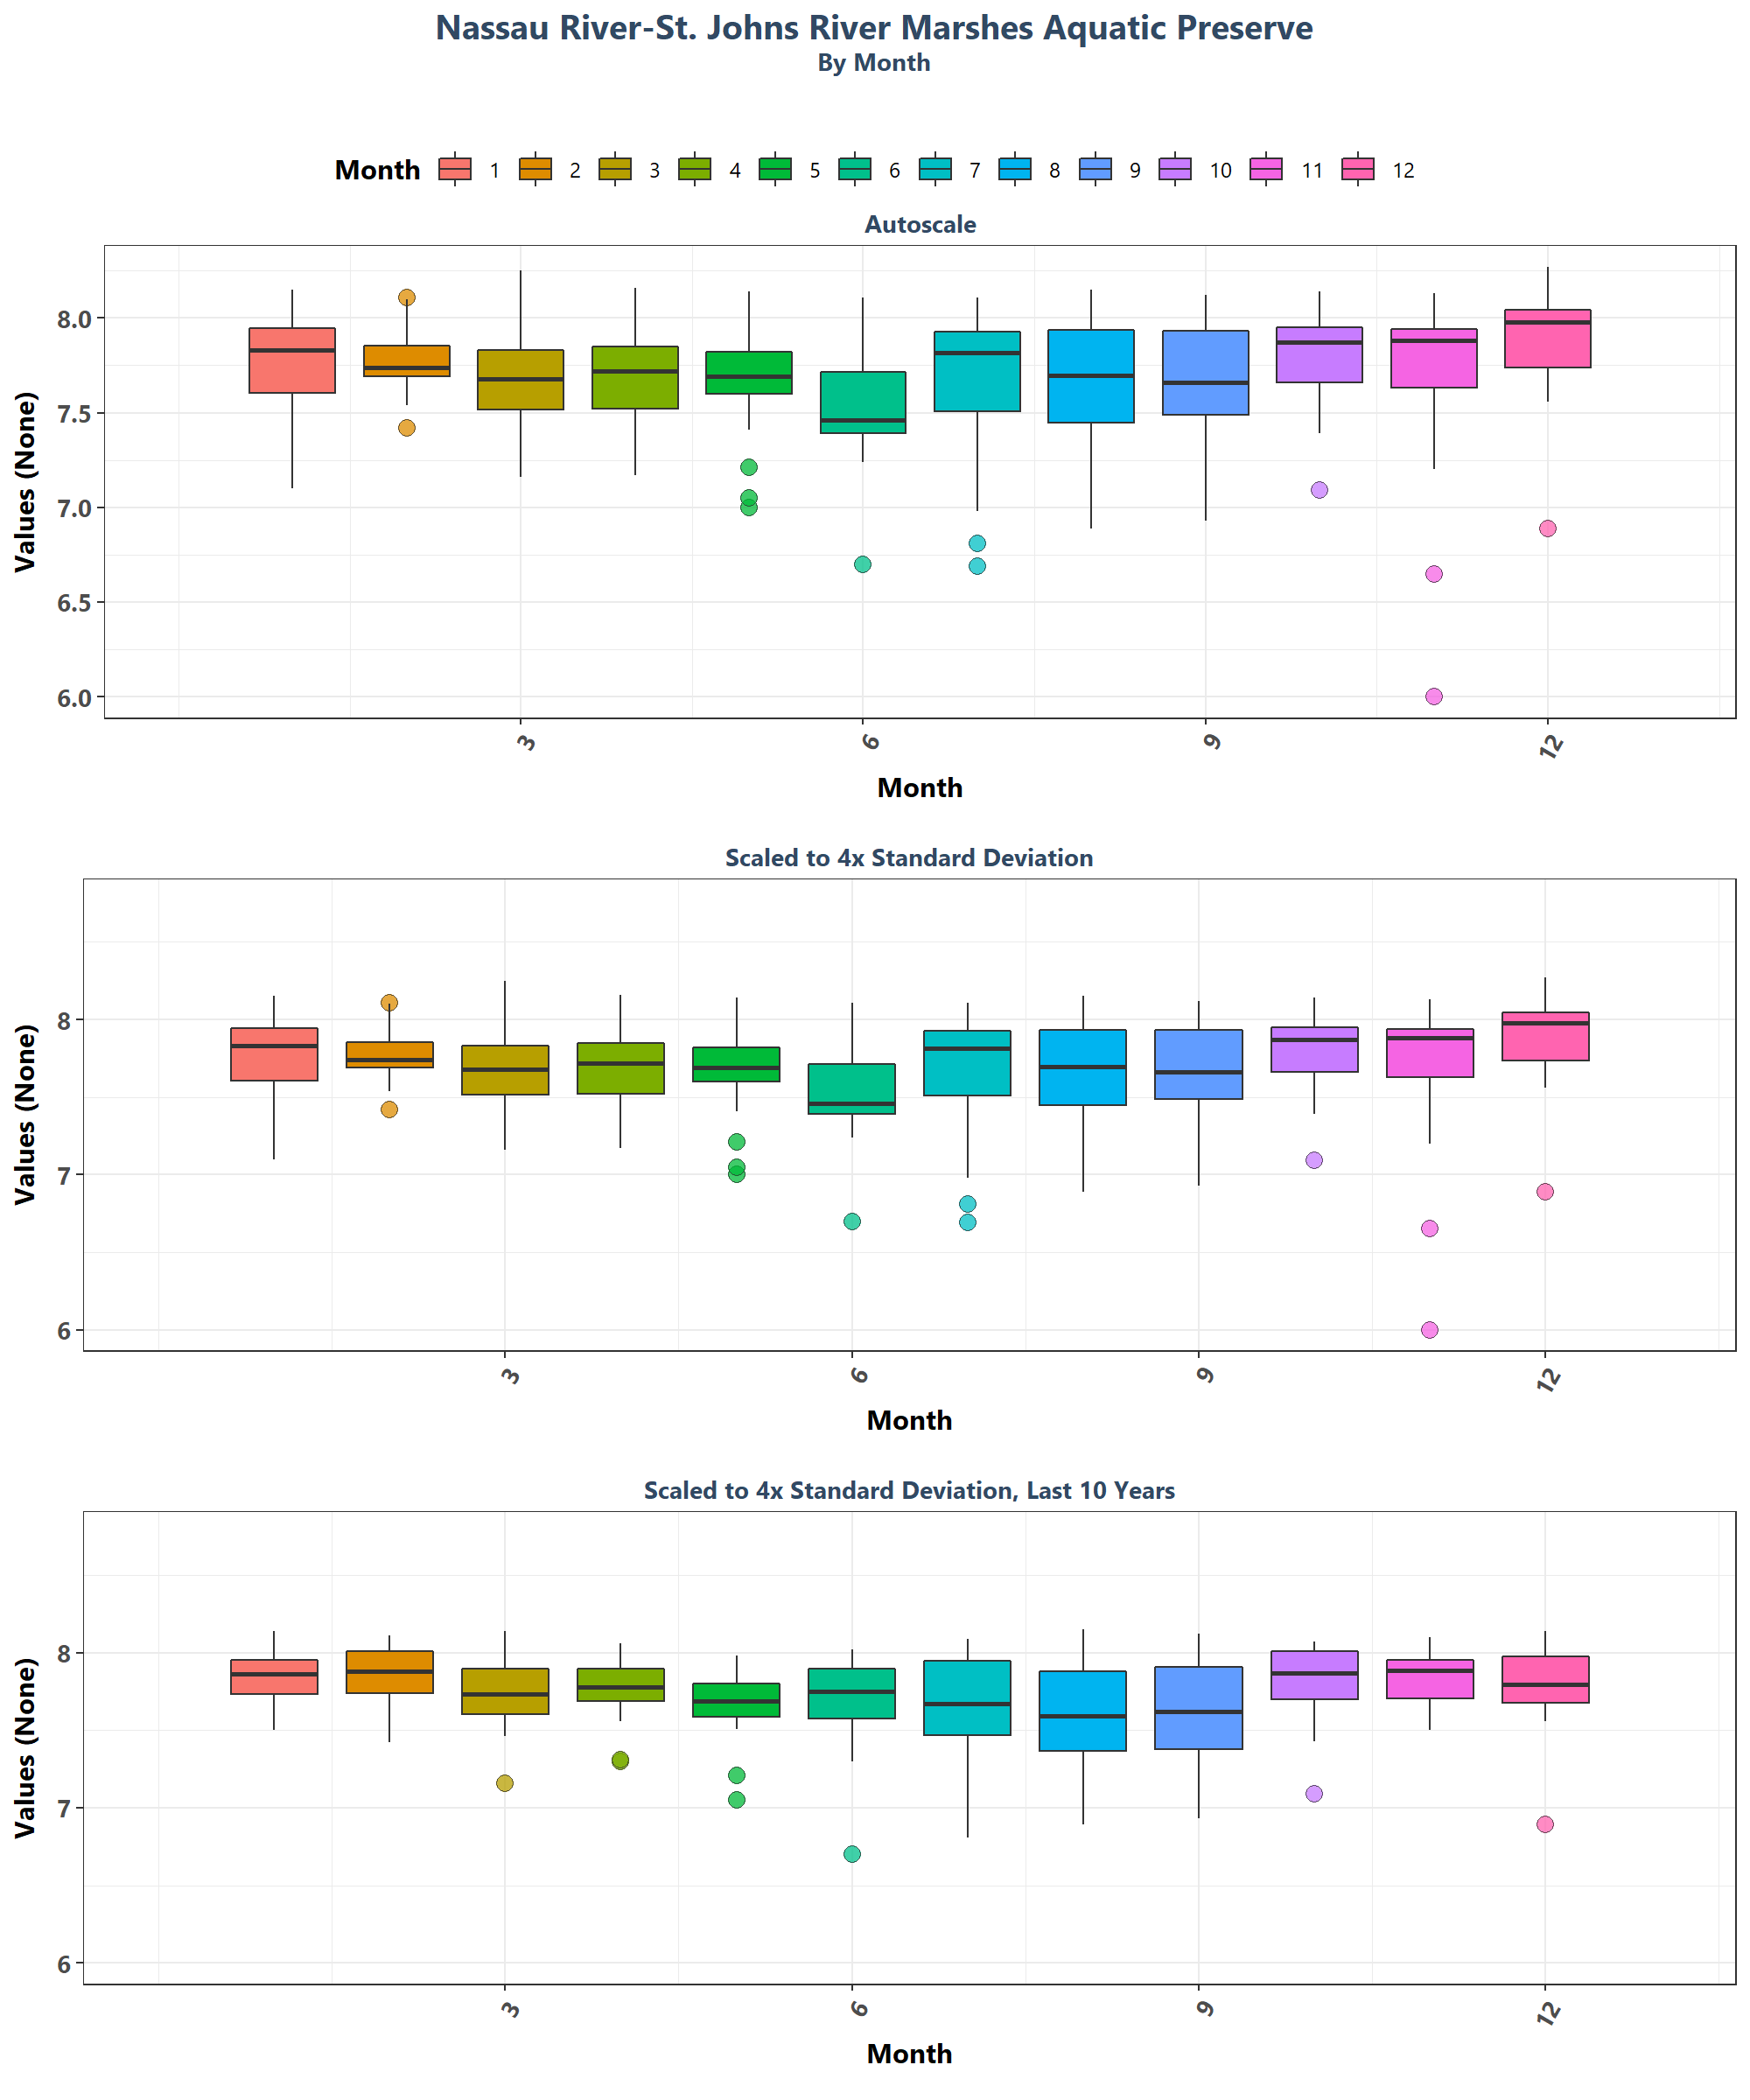 Nassau River-St. Johns River Marshes Aquatic Preserve
By Month
Month 1 2 3 4 5 6 7 8 9 10 11 12
Autoscale
Values (None)
8.0
7.5
7.0
6.5
6.0
3 6 9 12
Month
Scaled to 4x Standard Deviation
Values (None)
8
7
6
3 6 9 12
Month
Scaled to 4x Standard Deviation, Last 10 Years
Values (None)
8
7
6
3 6 9 12
Month